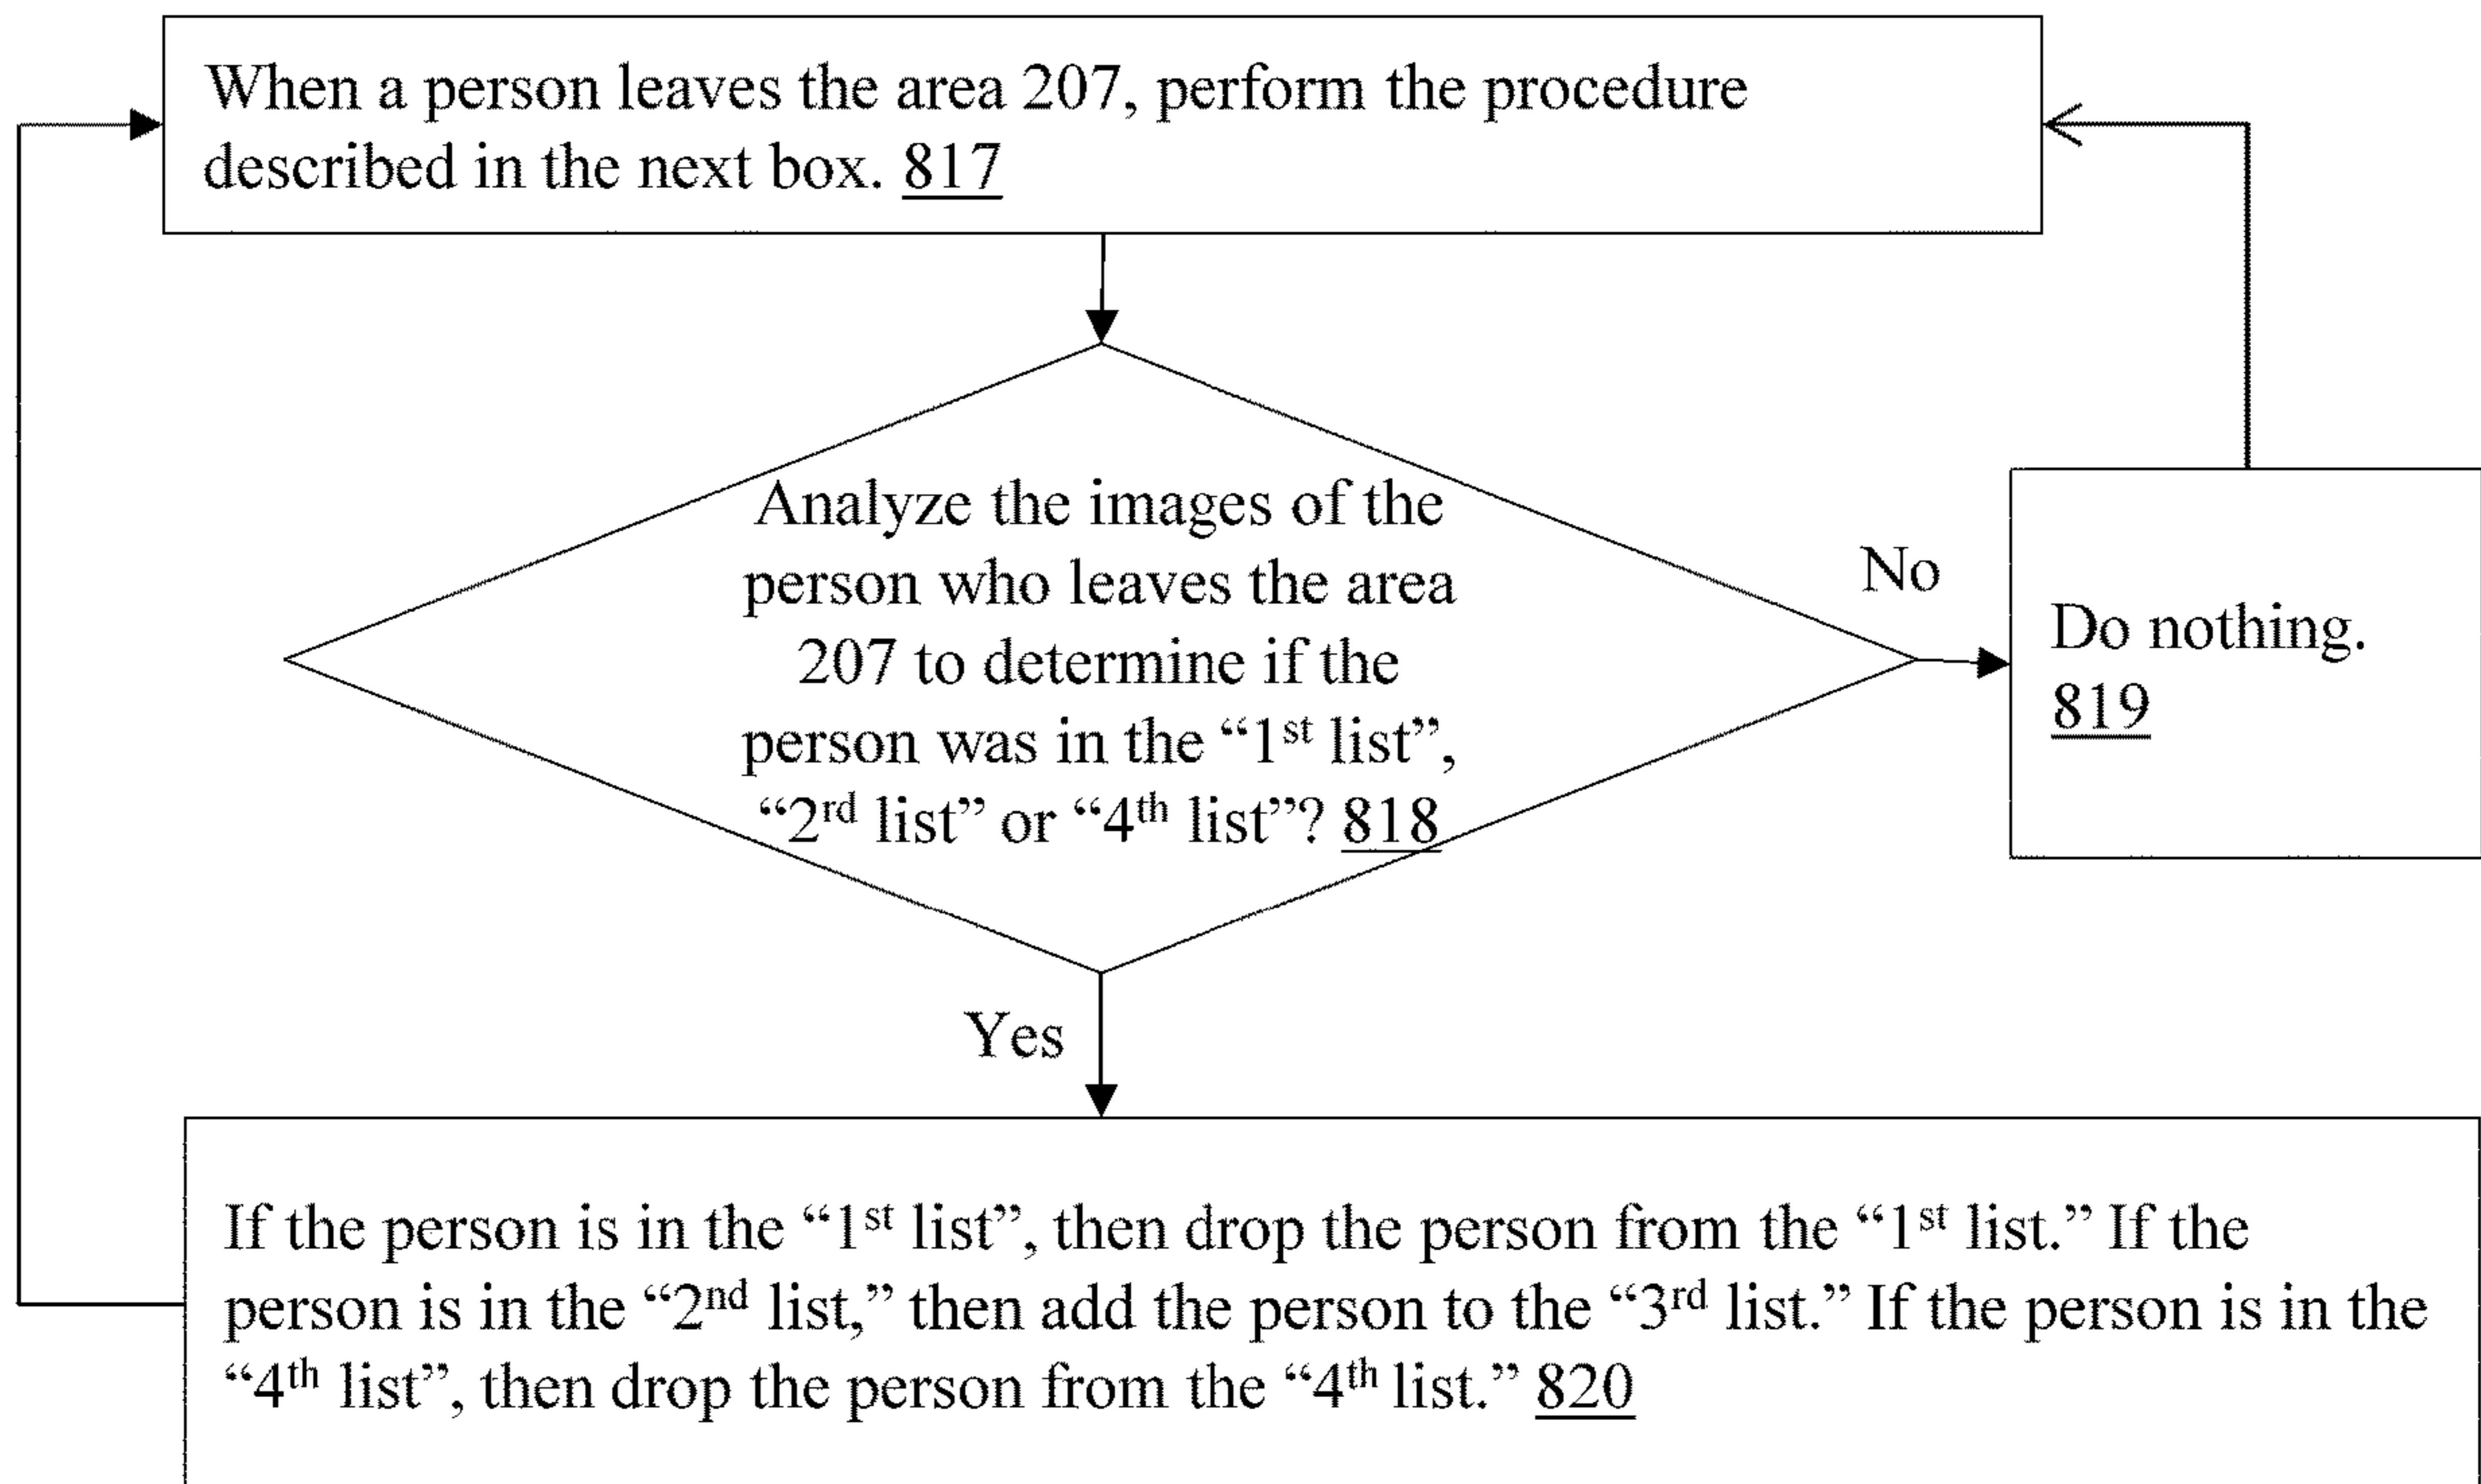 When a person leaves the area 207, perform the procedure
described in the next box. 817
Analyze the images of the
person who leaves the area
207 to determine if the
person was in the “1st list”,
“2rd list” or “4th list”? 818
No
Do nothing.
819
Yes
If the person is in the “1st list”, then drop the person from the “1st list.” If the
person is in the “2nd list,” then add the person to the “3rd list.” If the person is in the
“4th list”, then drop the person from the “4th list.” 820